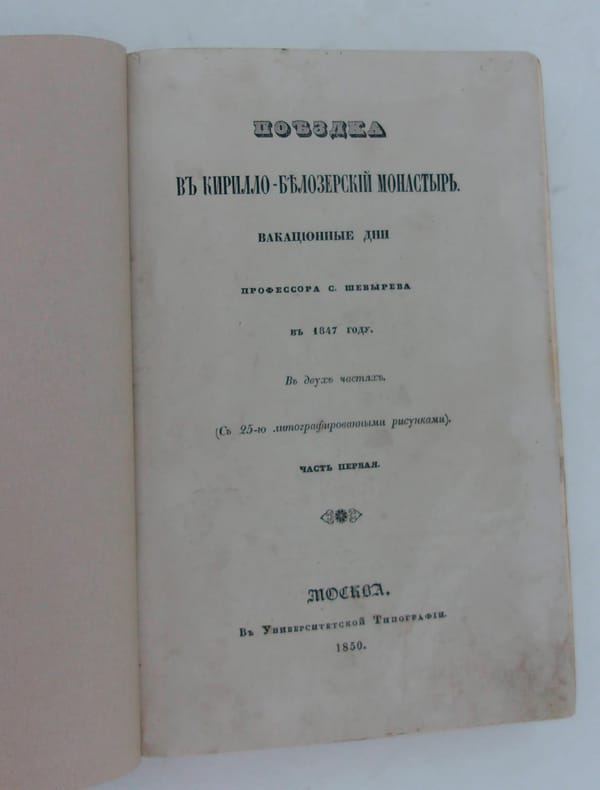 ПОѢЗДКА
ВЪ КИРИЛЛО-БѢЛОЗЕРСКІЙ МОНАСТЫРЬ.
ВАКАЦІОННЫЕ ДНИ
ПРОФЕССОРА С. ШЕВЫРЕВА
ВЪ 1847 ГОДУ.
Въ двухъ частяхъ.
(Съ 25-ю литографированными рисунками).
ЧАСТЬ ПЕРВАЯ.
МОСКВА.
Въ Университетской Типографіи.
1850.